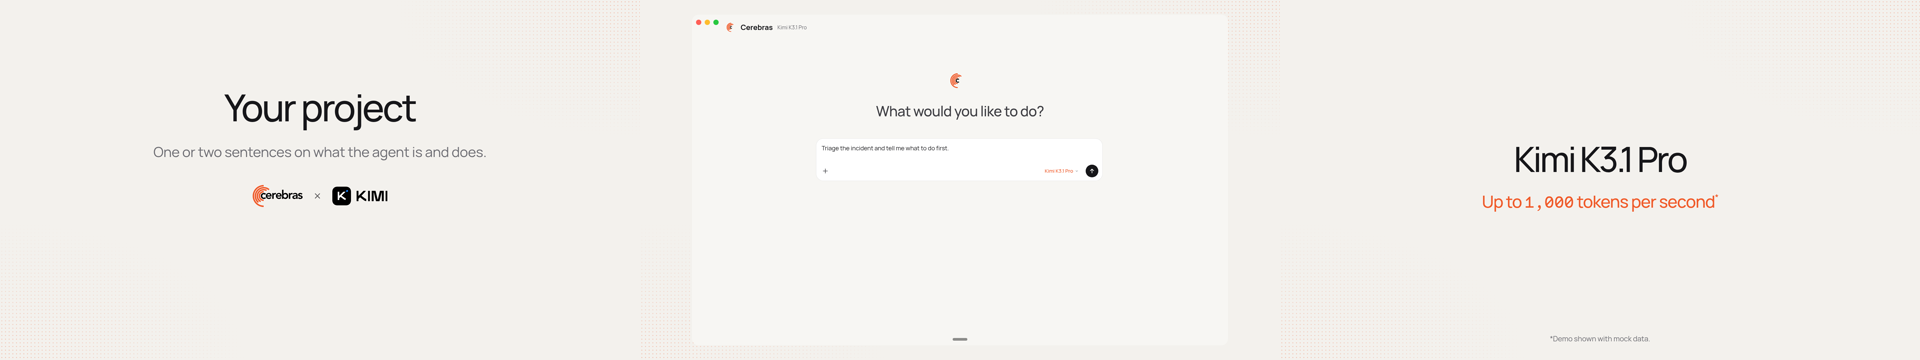 Your project
One or two sentences on what the agent is and does.
cerebras × K KIMI
Cerebras Kimi K3.1 Pro
What would you like to do?
Triage the incident and tell me what to do first.
+ Kimi K3.1 Pro
Kimi K3.1 Pro
Up to 1,000 tokens per second*
*Demo shown with mock data.